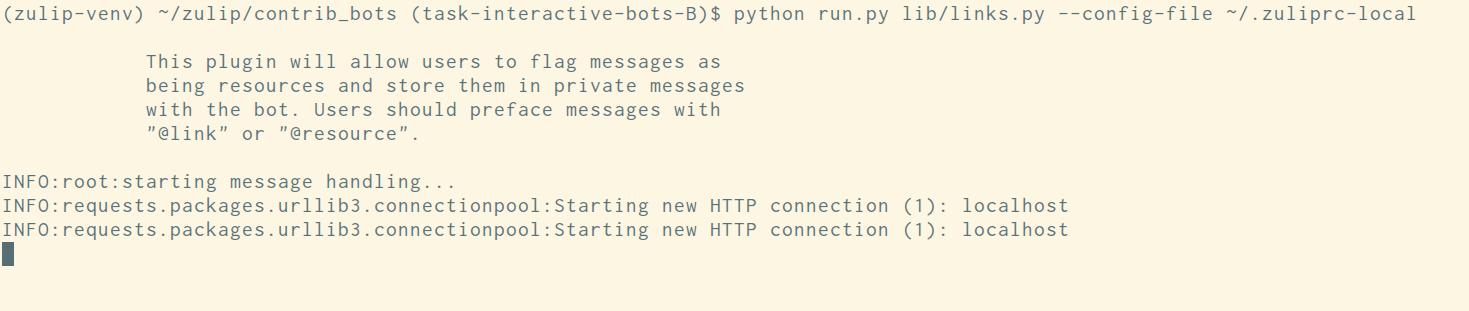 (zulip-venv) ~/zulip/contrib_bots (task-interactive-bots-B)$ python run.py lib/links.py --config-file ~/.zuliprc-local
This plugin will allow users to flag messages as
being resources and store them in private messages
with the bot. Users should preface messages with
"@link" or "@resource".
INFO:root:starting message handling...
INFO:requests.packages.urllib3.connectionpool:Starting new HTTP connection (1): localhost
INFO:requests.packages.urllib3.connectionpool:Starting new HTTP connection (1): localhost